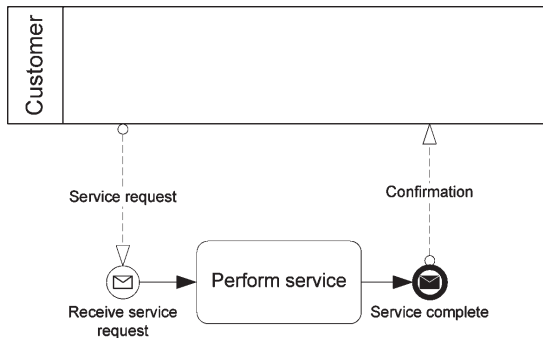 Customer
Service request
Confirmation
Perform service
Receive service
request
Service complete